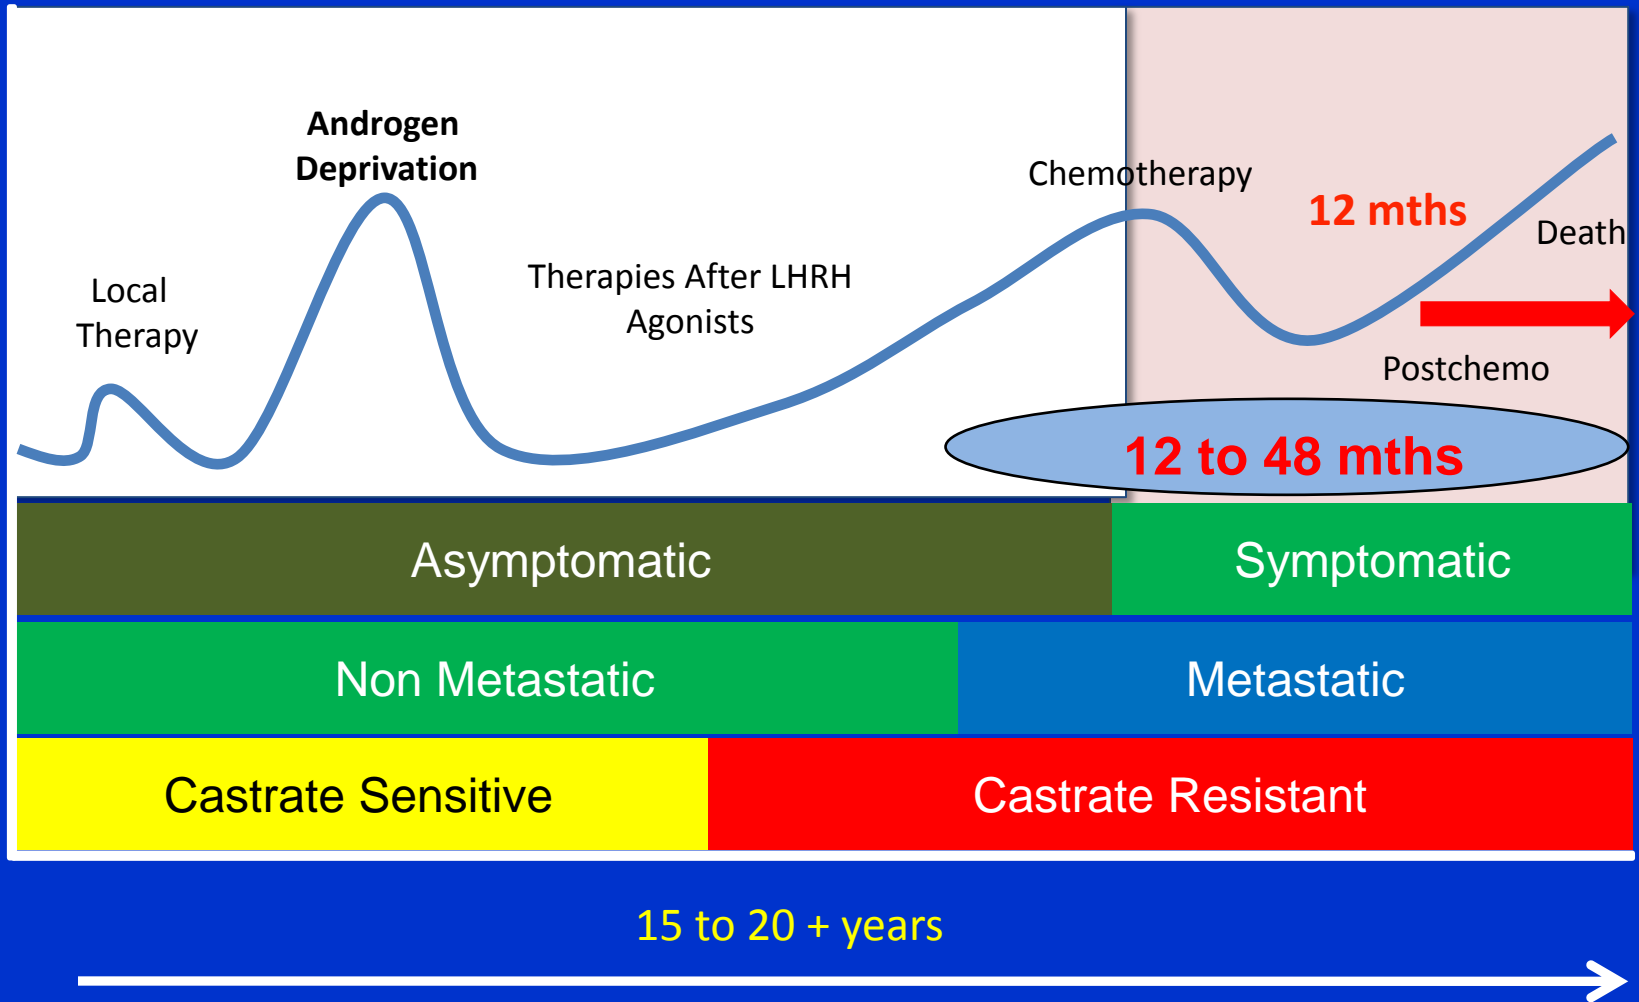 Androgen
Deprivation
Chemotherapy
12 mths
Death
Local
Therapy
Therapies After LHRH
Agonists
Postchemo
12 to 48 mths
Asymptomatic
Symptomatic
Non Metastatic
Metastatic
Castrate Sensitive
Castrate Resistant
15 to 20 + years